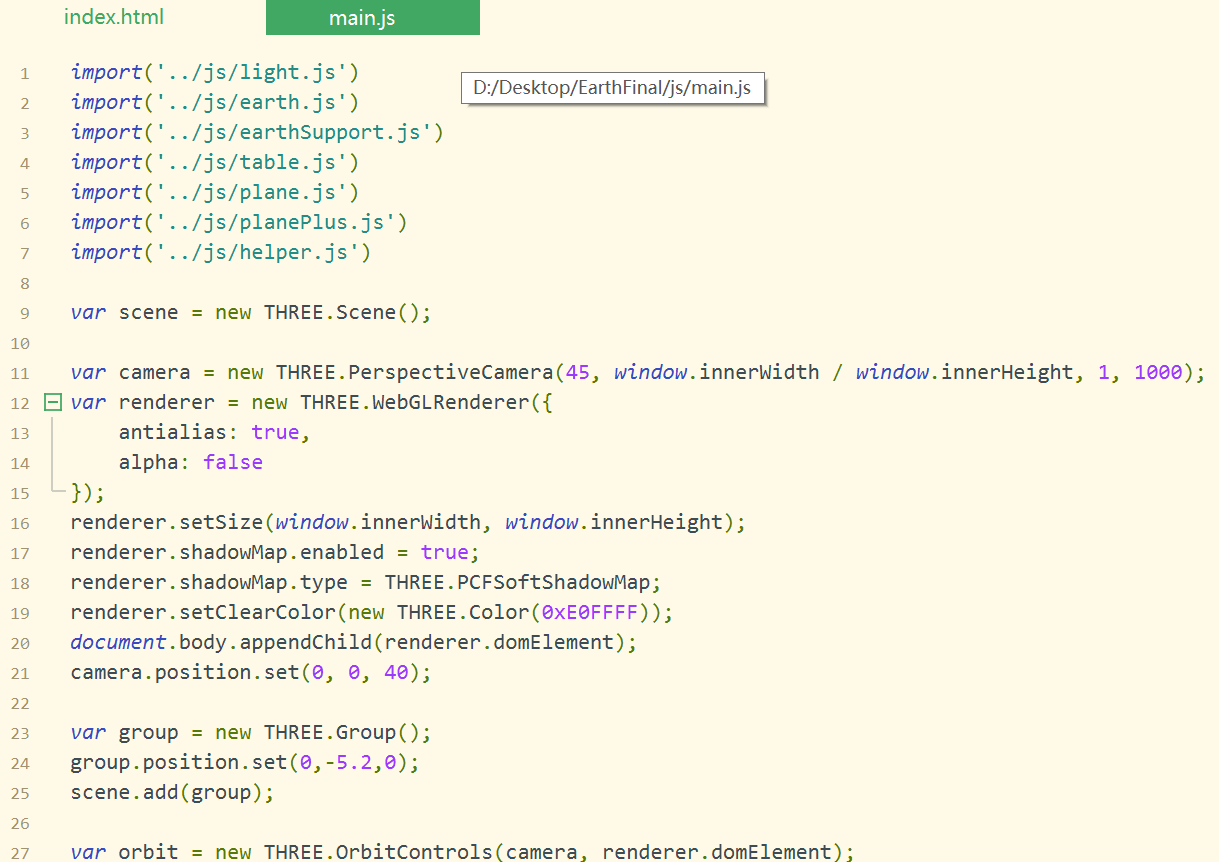 index.html
main.js
D:/Desktop/EarthFinal/js/main.js
1 import('../js/light.js')
2 import('../js/earth.js')
3 import('../js/earthSupport.js')
4 import('../js/table.js')
5 import('../js/plane.js')
6 import('../js/planePlus.js')
7 import('../js/helper.js')
8
9 var scene = new THREE.Scene();
10
11 var camera = new THREE.PerspectiveCamera(45, window.innerWidth / window.innerHeight, 1, 1000);
12 var renderer = new THREE.WebGLRenderer({
13     antialias: true,
14     alpha: false
15 });
16 renderer.setSize(window.innerWidth, window.innerHeight);
17 renderer.shadowMap.enabled = true;
18 renderer.shadowMap.type = THREE.PCFSoftShadowMap;
19 renderer.setClearColor(new THREE.Color(0xE0FFFF));
20 document.body.appendChild(renderer.domElement);
21 camera.position.set(0, 0, 40);
22
23 var group = new THREE.Group();
24 group.position.set(0,-5.2,0);
25 scene.add(group);
26
27 var orbit = new THREE.OrbitControls(camera, renderer.domElement);